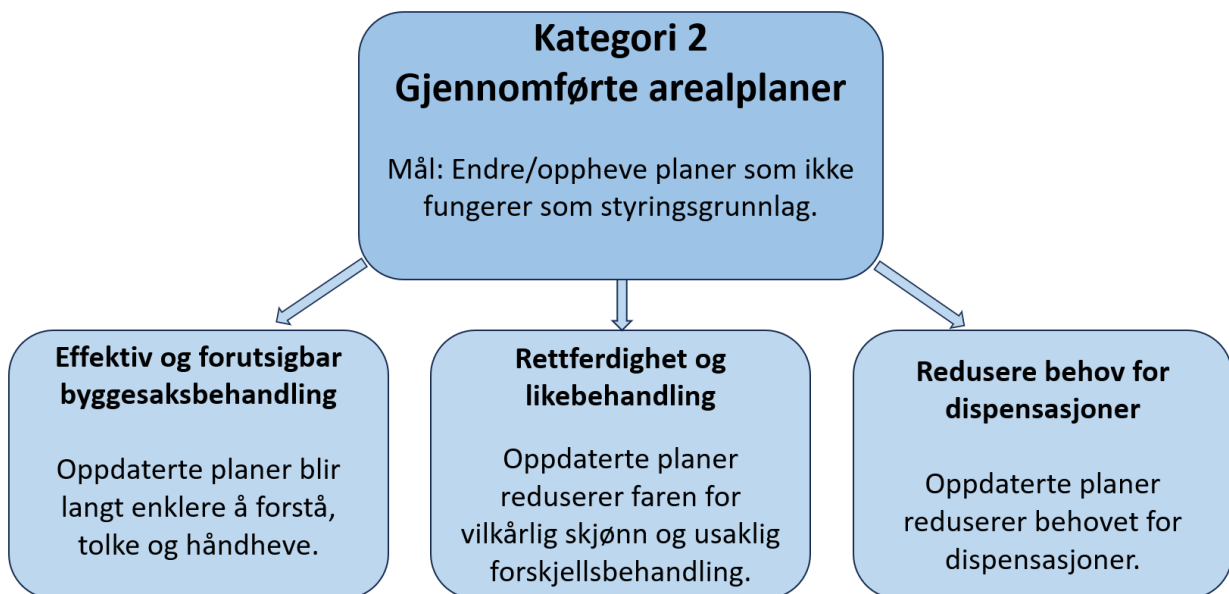 Kategori 2
Gjennomførte arealplaner
Mål: Endre/oppheve planer som ikke
fungerer som styringsgrunnlag.
Effektiv og forutsigbar
byggesaksbehandling
Oppdaterte planer blir
langt enklere å forstå,
tolke og håndheve.
Rettferdighet og
likebehandling
Oppdaterte planer
reduserer faren for
vilkårlig skjønn og usaklig
forskjellsbehandling.
Redusere behov for
dispensasjoner
Oppdaterte planer
reduserer behovet for
dispensasjoner.